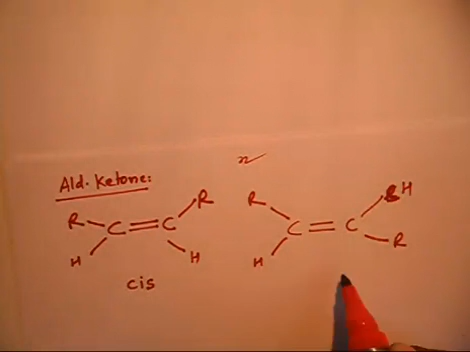 Ald. Ketone:
R R
C = C
H H
cis
R H
C = C
H R